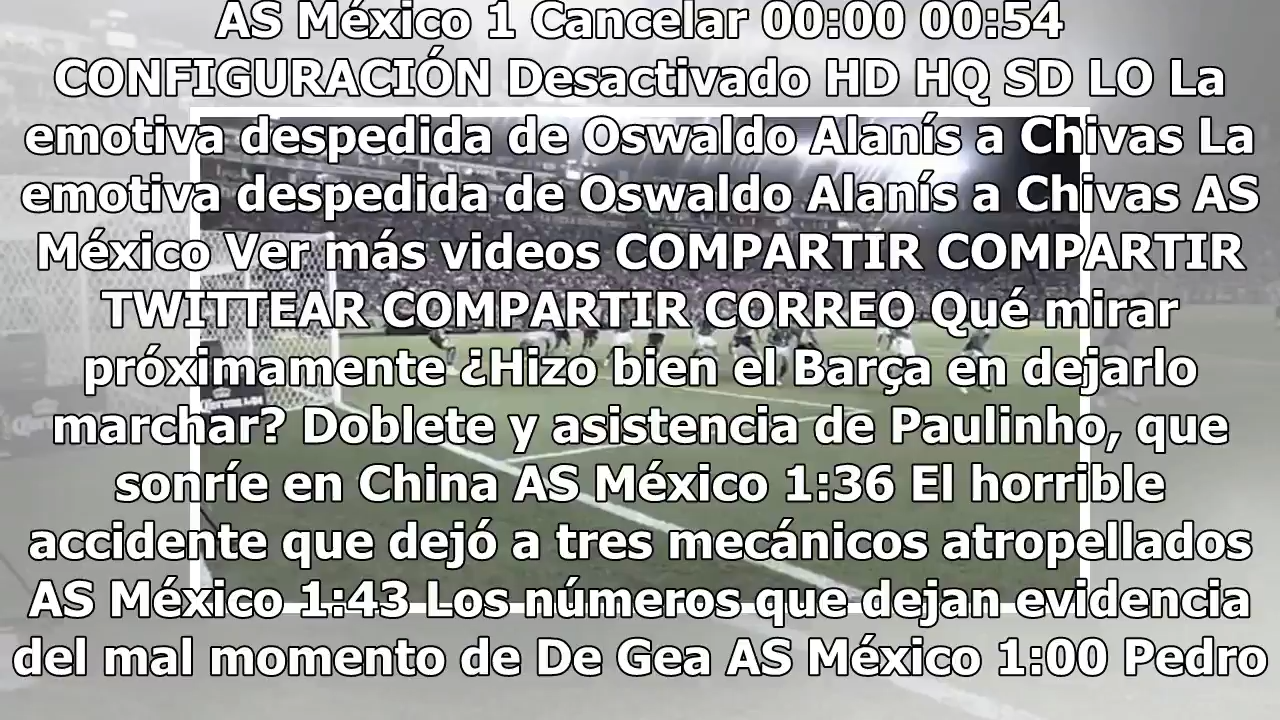 AS México 1 Cancelar 00:00 00:54
CONFIGURACIÓN Desactivado HD HQ SD LO La
emotiva despedida de Oswaldo Alanís a Chivas La
emotiva despedida de Oswaldo Alanís a Chivas AS
México Ver más videos COMPARTIR COMPARTIR
TWITTEAR COMPARTIR CORREO Qué mirar
próximamente ¿Hizo bien el Barça en dejarlo
marchar? Doblete y asistencia de Paulinho, que
sonríe en China AS México 1:36 El horrible
accidente que dejó a tres mecánicos atropellados
AS México 1:43 Los números que dejan evidencia
del mal momento de De Gea AS México 1:00 Pedro